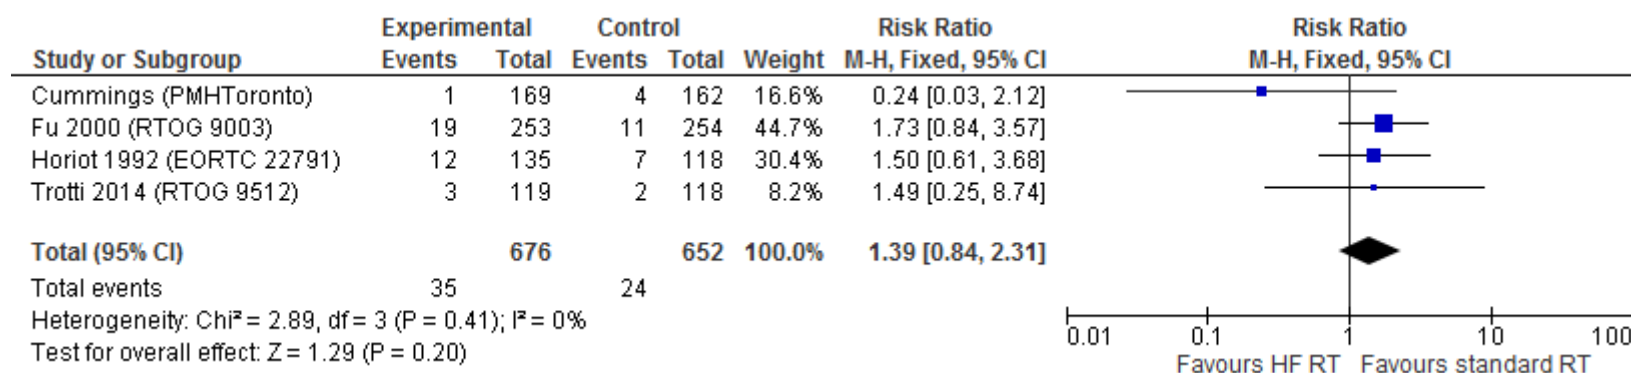 Experimental Control Risk Ratio Risk Ratio
Study or Subgroup Events Total Events Total Weight M-H, Fixed, 95% CI M-H, Fixed, 95% CI
Cummings (PMHToronto) 1 169 4 162 16.6% 0.24 [0.03, 2.12]
Fu 2000 (RTOG 9003) 19 253 11 254 44.7% 1.73 [0.84, 3.57]
Horiot 1992 (EORTC 22791) 12 135 7 118 30.4% 1.50 [0.61, 3.68]
Trotti 2014 (RTOG 9512) 3 119 2 118 8.2% 1.49 [0.25, 8.74]
Total (95% CI) 676 652 100.0% 1.39 [0.84, 2.31]
Total events 35 24
Heterogeneity: Chi² = 2.89, df = 3 (P = 0.41); I² = 0%
Test for overall effect: Z = 1.29 (P = 0.20)
0.01 0.1 1 10 100
Favours HF RT Favours standard RT